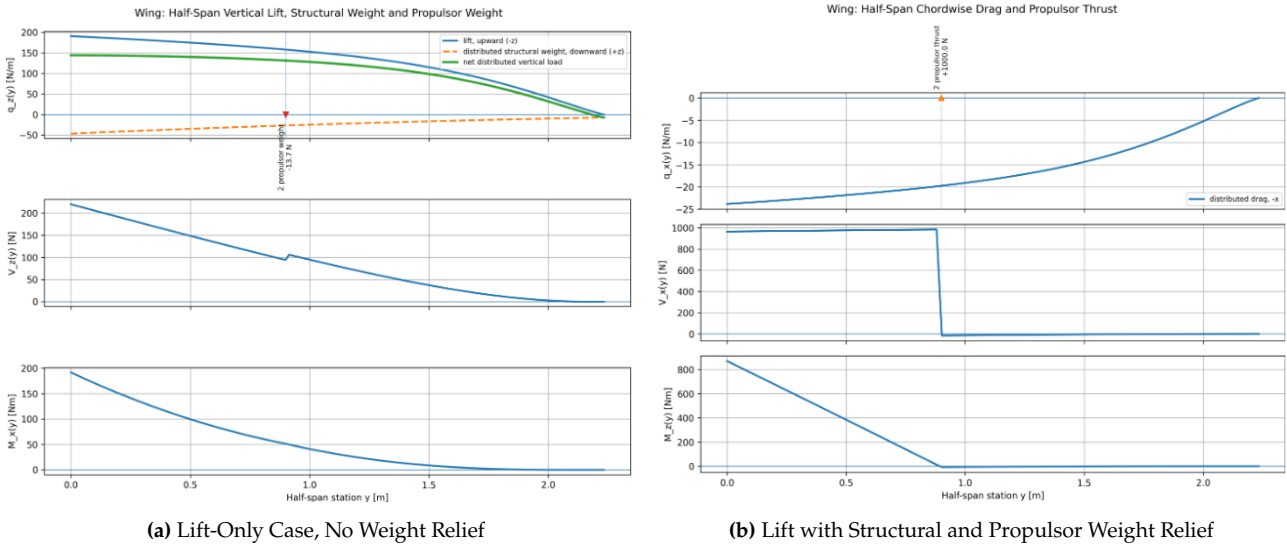 Wing: Half-Span Vertical Lift, Structural Weight and Propulsor Weight
200
150
100
50
0
−50
q_z(y) [N/m]
lift, upward (-z)
distributed structural weight, downward (+z)
net distributed vertical load
2 propulsor weight
-13.7 N
200
150
100
50
0
V_z(y) [N]
200
150
100
50
0
M_x(y) [Nm]
0.0 0.5 1.0 1.5 2.0
Half-span station y [m]
(a) Lift-Only Case, No Weight Relief
Wing: Half-Span Chordwise Drag and Propulsor Thrust
2 propulsor thrust
+1000.0 N
0
−5
−10
−15
−20
−25
q_x(y) [N/m]
distributed drag, -x
1000
800
600
400
200
0
V_x(y) [N]
800
600
400
200
0
M_z(y) [Nm]
0.0 0.5 1.0 1.5 2.0
Half-span station y [m]
(b) Lift with Structural and Propulsor Weight Relief